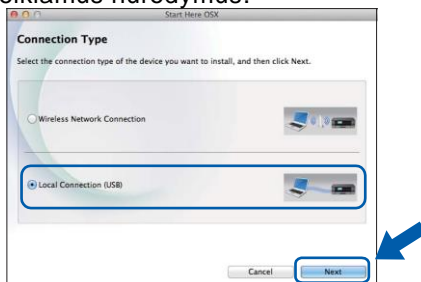 nurodymus.
Start Here OSX
Connection Type
Select the connection type of the device you want to install, and then click Next.
Wireless Network Connection
Local Connection (USB)
Cancel
Next